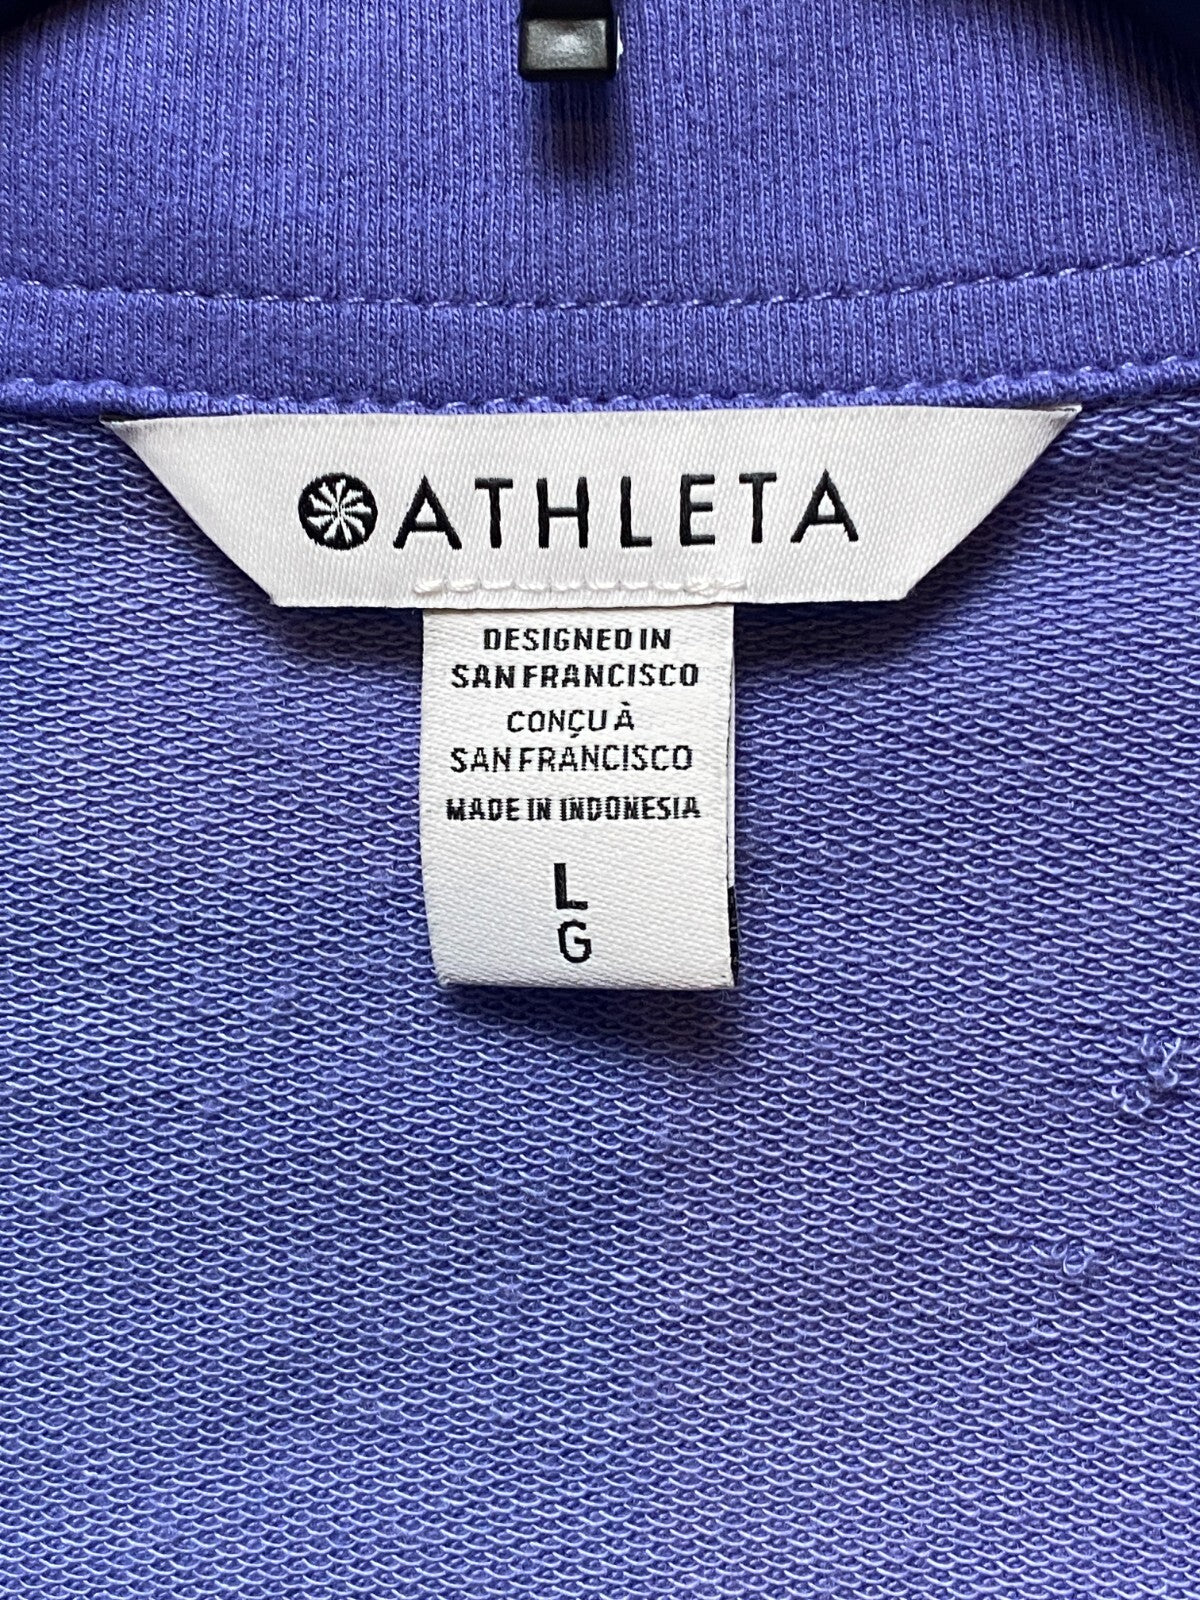 ATHLETA
DESIGNED IN
SAN FRANCISCO
CONÇU À
SAN FRANCISCO
MADE IN INDONESIA
L
G